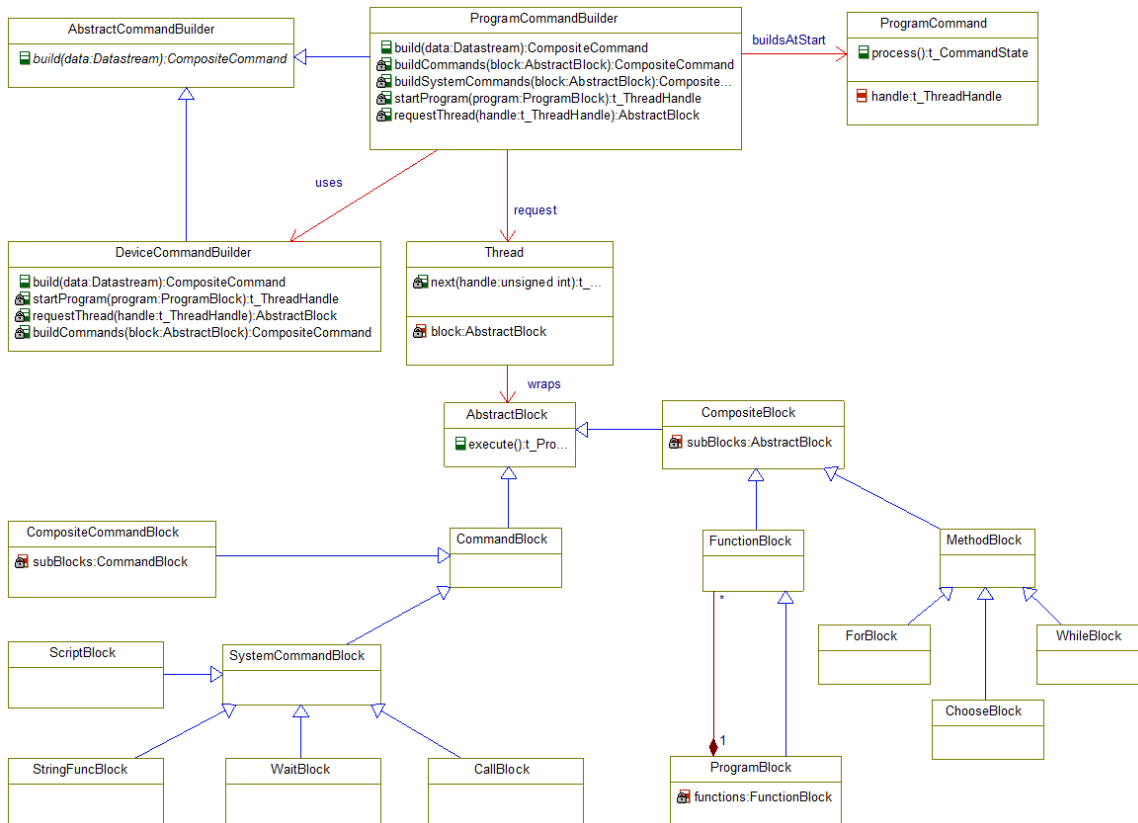 AbstractCommandBuilder
build(data:Datastream):CompositeCommand
ProgramCommandBuilder
build(data:Datastream):CompositeCommand
buildCommands(block:AbstractBlock):CompositeCommand
buildSystemCommands(block:AbstractBlock):Composite...
startProgram(program:ProgramBlock):t_ThreadHandle
requestThread(handle:t_ThreadHandle):AbstractBlock
buildsAtStart
ProgramCommand
process():t_CommandState
handle:t_ThreadHandle
uses
request
DeviceCommandBuilder
build(data:Datastream):CompositeCommand
startProgram(program:ProgramBlock):t_ThreadHandle
requestThread(handle:t_ThreadHandle):AbstractBlock
buildCommands(block:AbstractBlock):CompositeCommand
Thread
next(handle:unsigned int):t_...
block:AbstractBlock
wraps
AbstractBlock
execute():t_Pro...
CompositeBlock
subBlocks:AbstractBlock
CompositeCommandBlock
subBlocks:CommandBlock
CommandBlock
FunctionBlock
MethodBlock
*
ScriptBlock
SystemCommandBlock
ForBlock
WhileBlock
ChooseBlock
StringFuncBlock
WaitBlock
CallBlock
1
ProgramBlock
functions:FunctionBlock